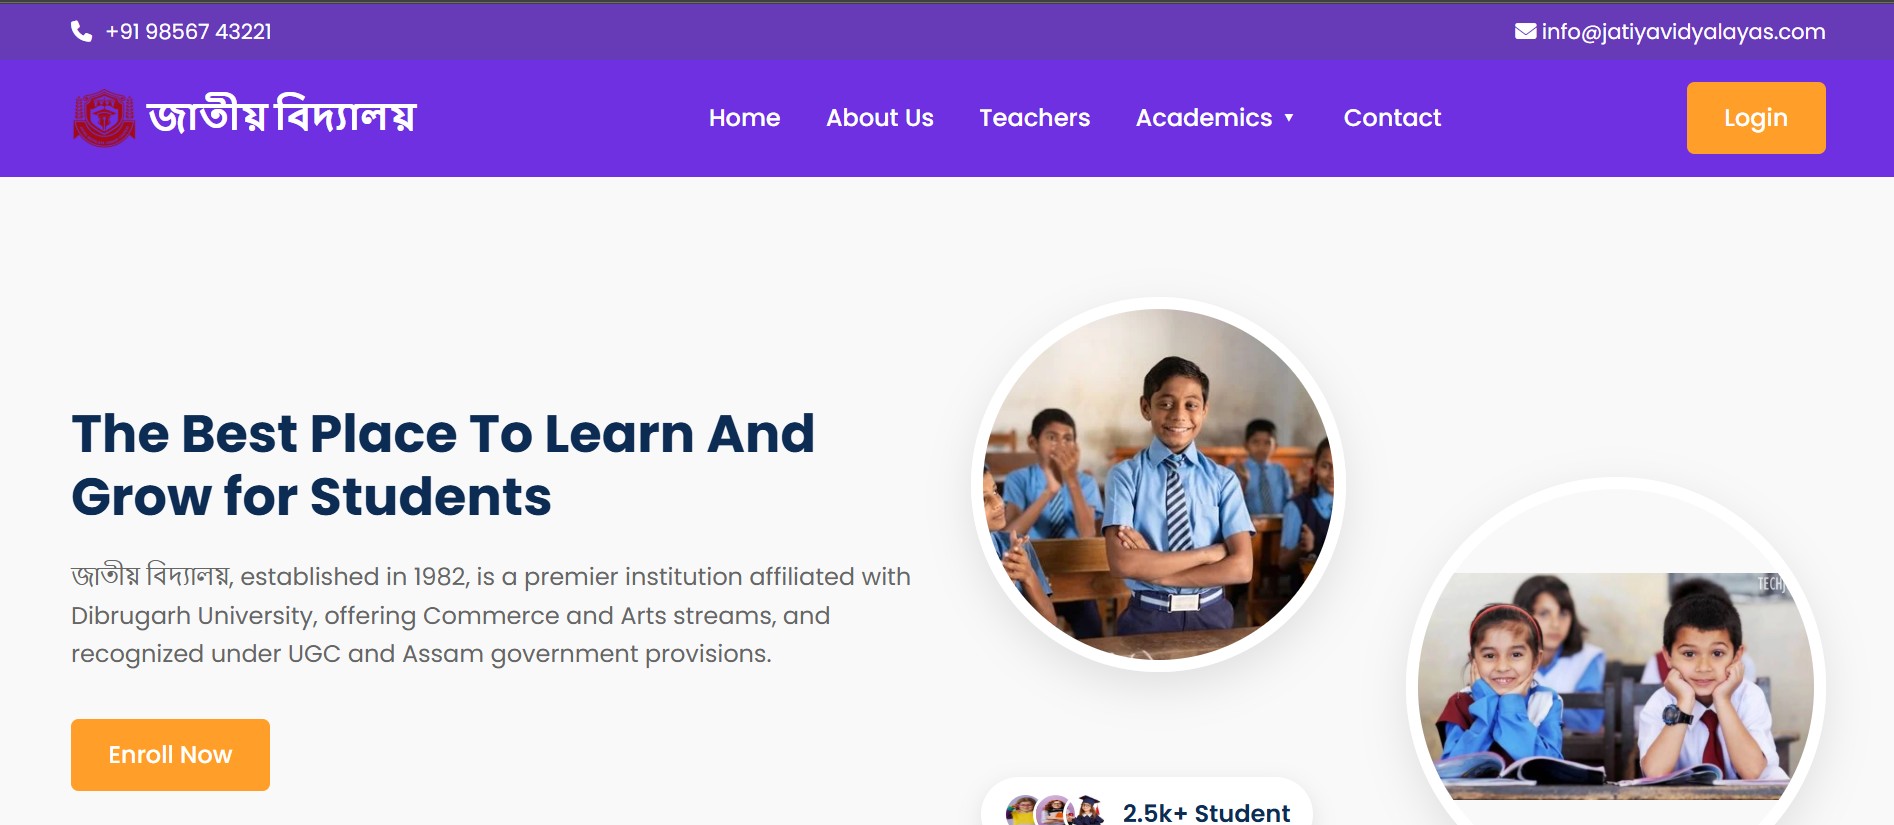 +91 98567 43221
info@jatiyavidyalayas.com
জাতীয় বিদ্যালয়
Home About Us Teachers Academics ▼ Contact
Login
The Best Place To Learn And
Grow for Students
জাতীয় বিদ্যালয়, established in 1982, is a premier institution affiliated with
Dibrugarh University, offering Commerce and Arts streams, and
recognized under UGC and Assam government provisions.
Enroll Now
2.5k+ Student